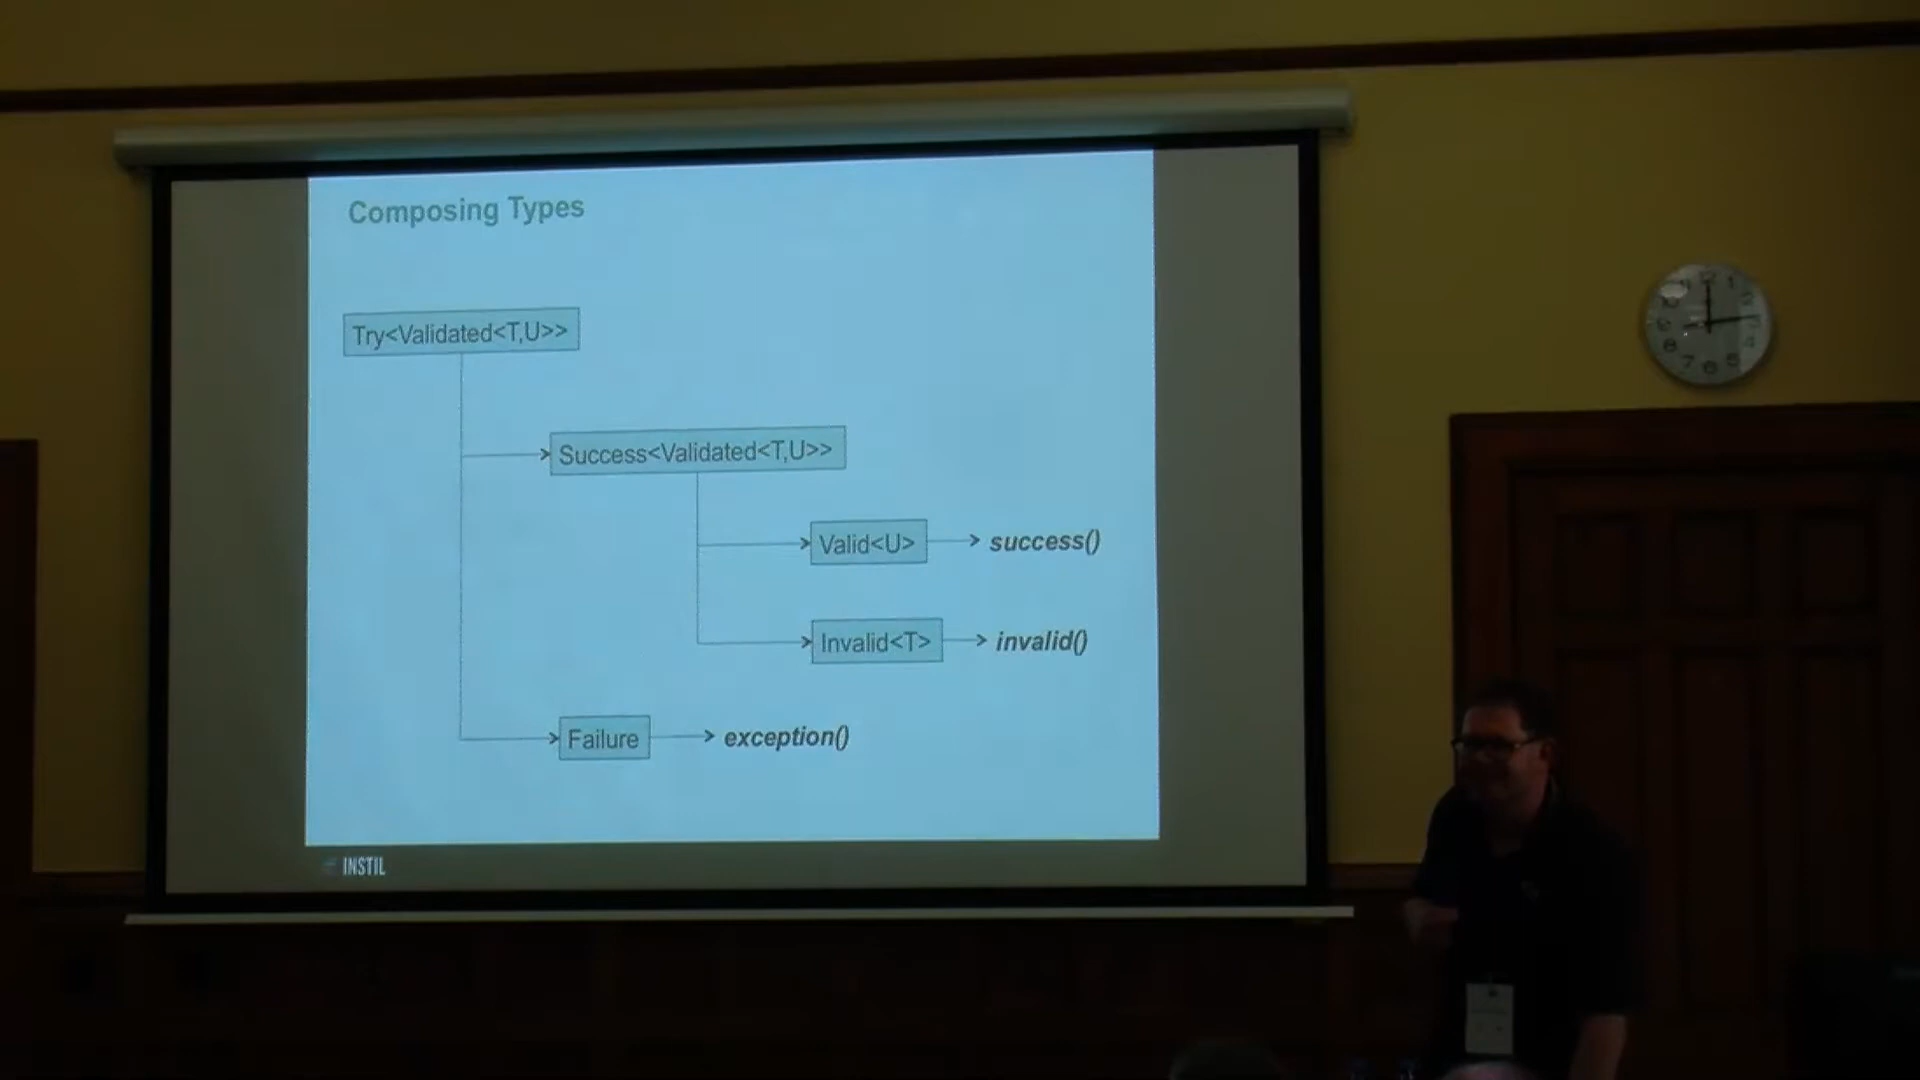 Composing Types
Try<Validated<T,U>>
Success<Validated<T,U>>
Valid<U>
success()
Invalid<T>
invalid()
Failure
exception()
INSTIL